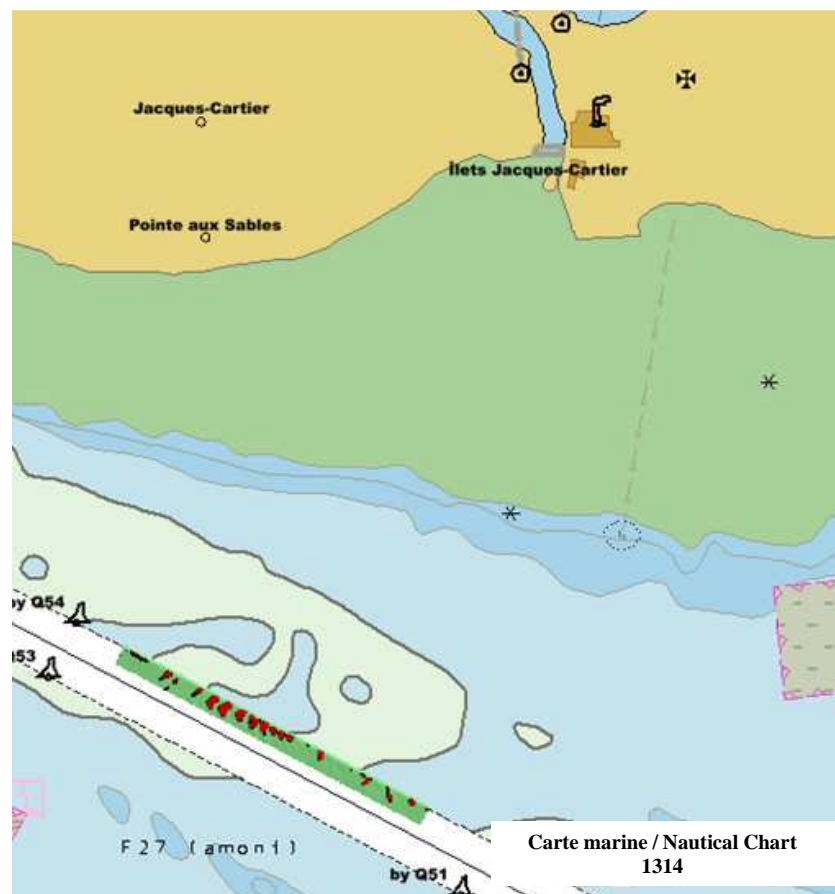 Jacques-Cartier
Îlets Jacques-Cartier
Pointe aux Sables
by Q54
Q53
F27 (amont)
by Q51
Carte marine / Nautical Chart
1314